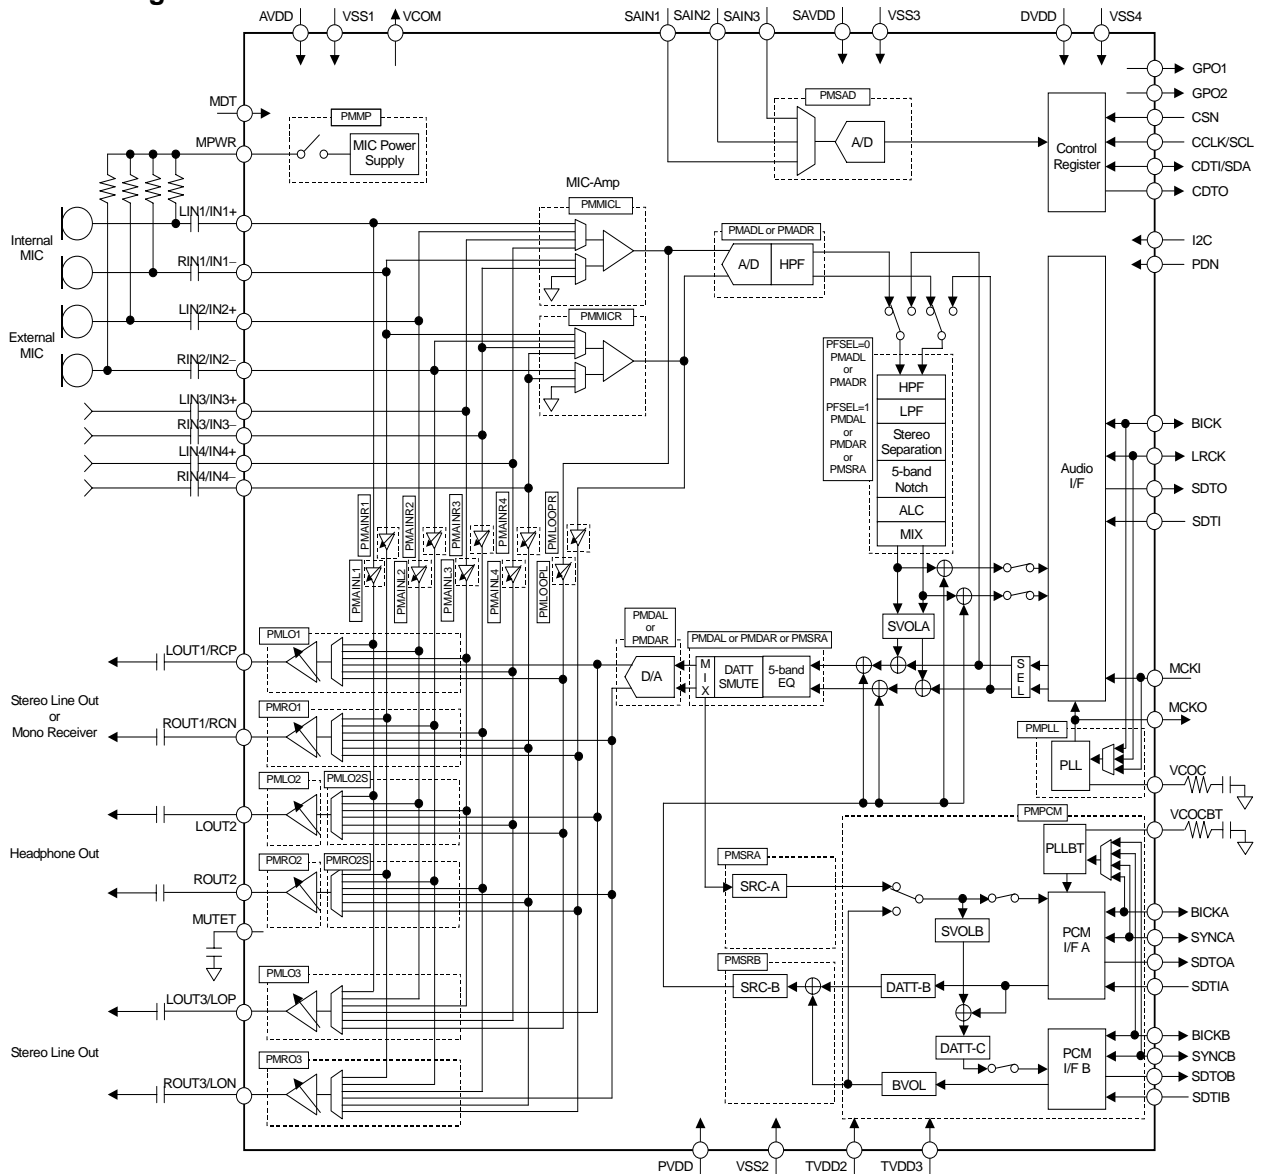 AVDD
VSS1
VCOM
SAIN1
SAIN2
SAIN3
SAVDD
VSS3
DVDD
VSS4
GPO1
GPO2
CSN
CCLK/SCL
CDTI/SDA
CDTO
I2C
PDN
MDT
MPWR
PMMP
MIC Power
Supply
PMSAD
A/D
Control
Register
Internal
MIC
External
MIC
LIN1/IN1+
RIN1/IN1−
LIN2/IN2+
RIN2/IN2−
LIN3/IN3+
RIN3/IN3−
LIN4/IN4+
RIN4/IN4−
MIC-Amp
PMMICL
PMMICR
PMADL or PMADR
A/D
HPF
PFSEL=0
PMADL
or
PMADR
PFSEL=1
PMDAL
or
PMDAR
or
PMSRA
HPF
LPF
Stereo
Separation
5-band
Notch
ALC
MIX
Audio
I/F
BICK
LRCK
SDTO
SDTI
MCKI
MCKO
PMAINR1
PMAINR2
PMAINR3
PMAINR4
PMLOOPR
PMAINL1
PMAINL2
PMAINL3
PMAINL4
PMLOOPL
SVOLA
SEL
PMDAL
or
PMDAR
D/A
PMDAL or PMDAR or PMSRA
MIX
DATT
SMUTE
5-band
EQ
PMPLL
PLL
VCOC
VCOCBT
PMLO1
LOUT1/RCP
Stereo Line Out
or
Mono Receiver
PMRO1
ROUT1/RCN
PMLO2
PMLO2S
LOUT2
Headphone Out
PMRO2
PMRO2S
ROUT2
MUTET
PMLO3
LOUT3/LOP
Stereo Line Out
PMRO3
ROUT3/LON
PMPCM
PLLBT
PMSRA
SRC-A
SVOLB
PCM
I/F A
BICKA
SYNCA
SDTOA
SDTIA
PMSRB
SRC-B
DATT-B
DATT-C
BVOL
PCM
I/F B
BICKB
SYNCB
SDTOB
SDTIB
PVDD
VSS2
TVDD2
TVDD3